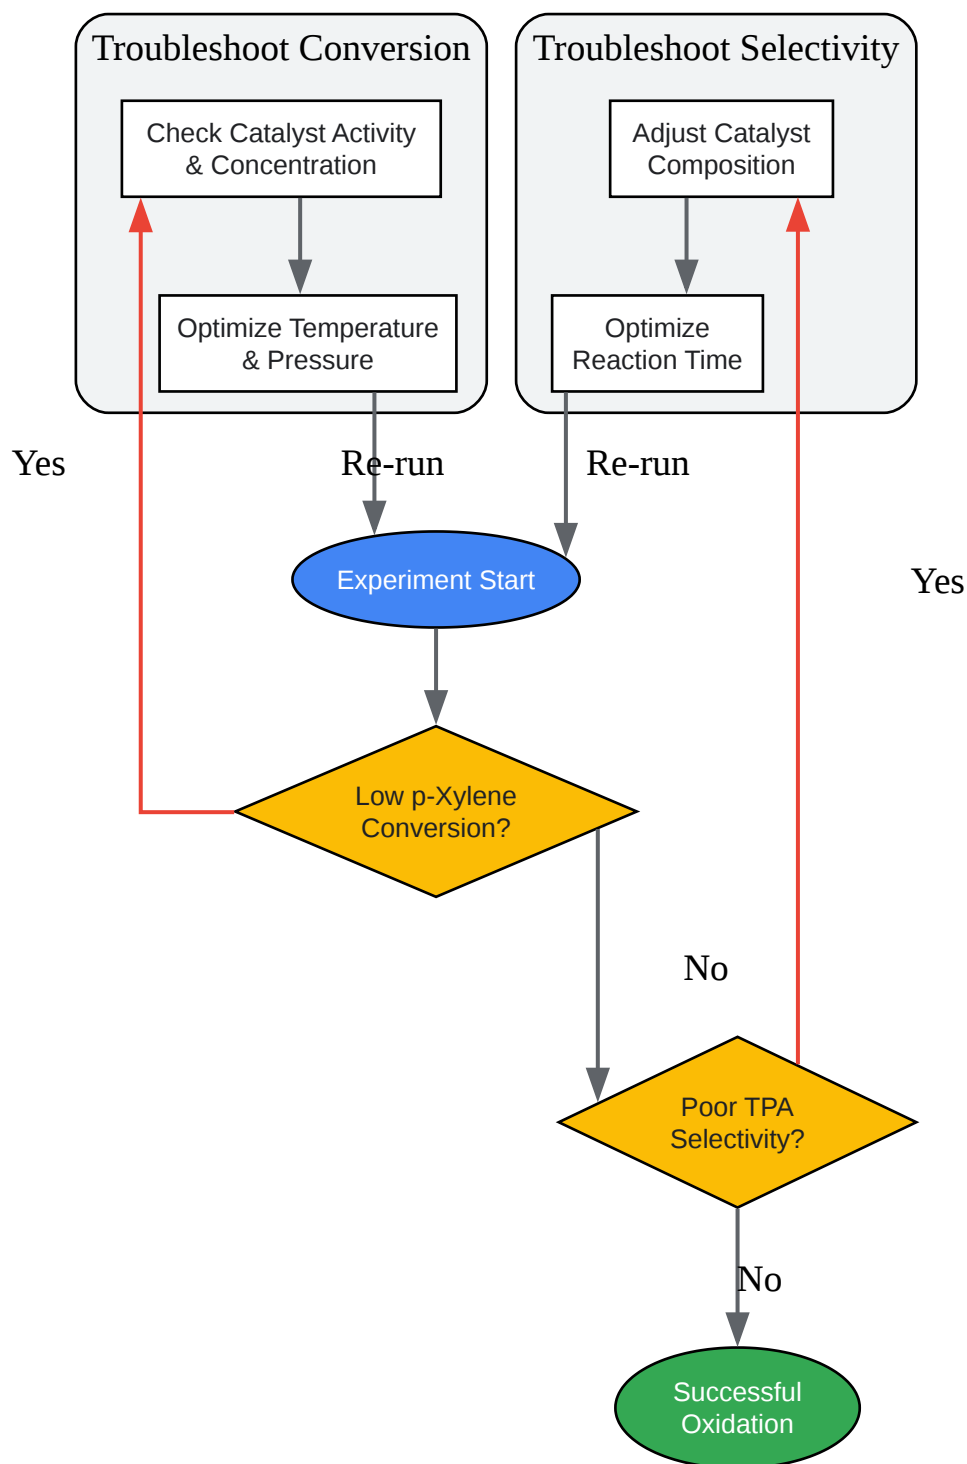 Troubleshoot Conversion
Troubleshoot Selectivity
Check Catalyst Activity
& Concentration
Adjust Catalyst
Composition
Optimize Temperature
& Pressure
Optimize
Reaction Time
Yes
Re-run
Re-run
Experiment Start
Yes
Low p-Xylene
Conversion?
No
Poor TPA
Selectivity?
No
Successful
Oxidation